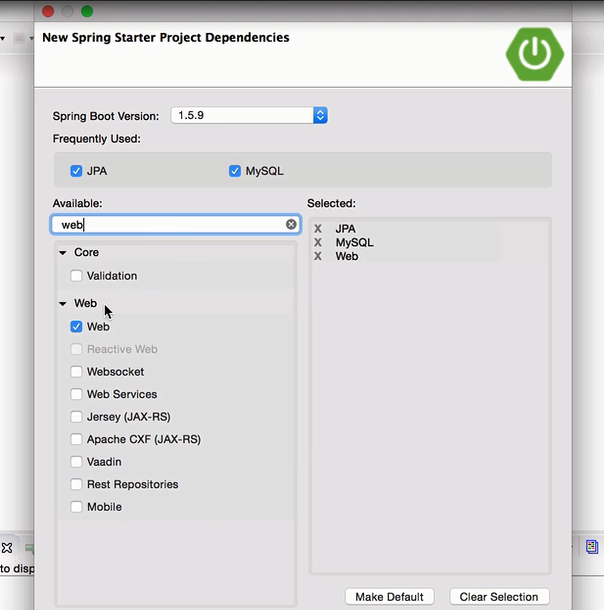 New Spring Starter Project Dependencies
Spring Boot Version: 1.5.9
Frequently Used:
JPA MySQL
Available: Selected:
web
X JPA
X MySQL
X Web
Core
Validation
Web
Web
Reactive Web
Websocket
Web Services
Jersey (JAX-RS)
Apache CXF (JAX-RS)
Vaadin
Rest Repositories
Mobile
to disp
Make Default Clear Selection